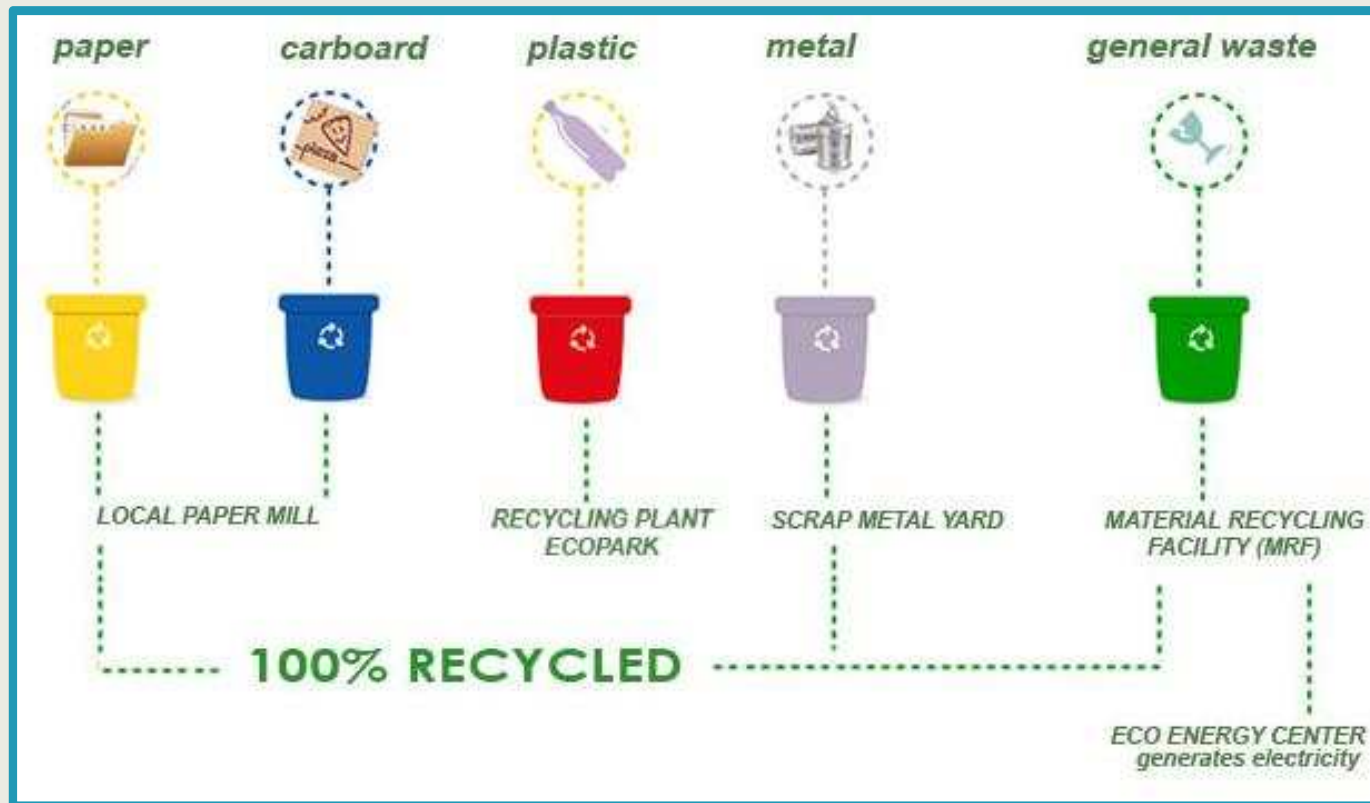 paper
carboard
plastic
metal
general waste
pizza
LOCAL PAPER MILL
RECYCLING PLANT
ECOPARK
SCRAP METAL YARD
MATERIAL RECYCLING
FACILITY (MRF)
100% RECYCLED
ECO ENERGY CENTER
generates electricity